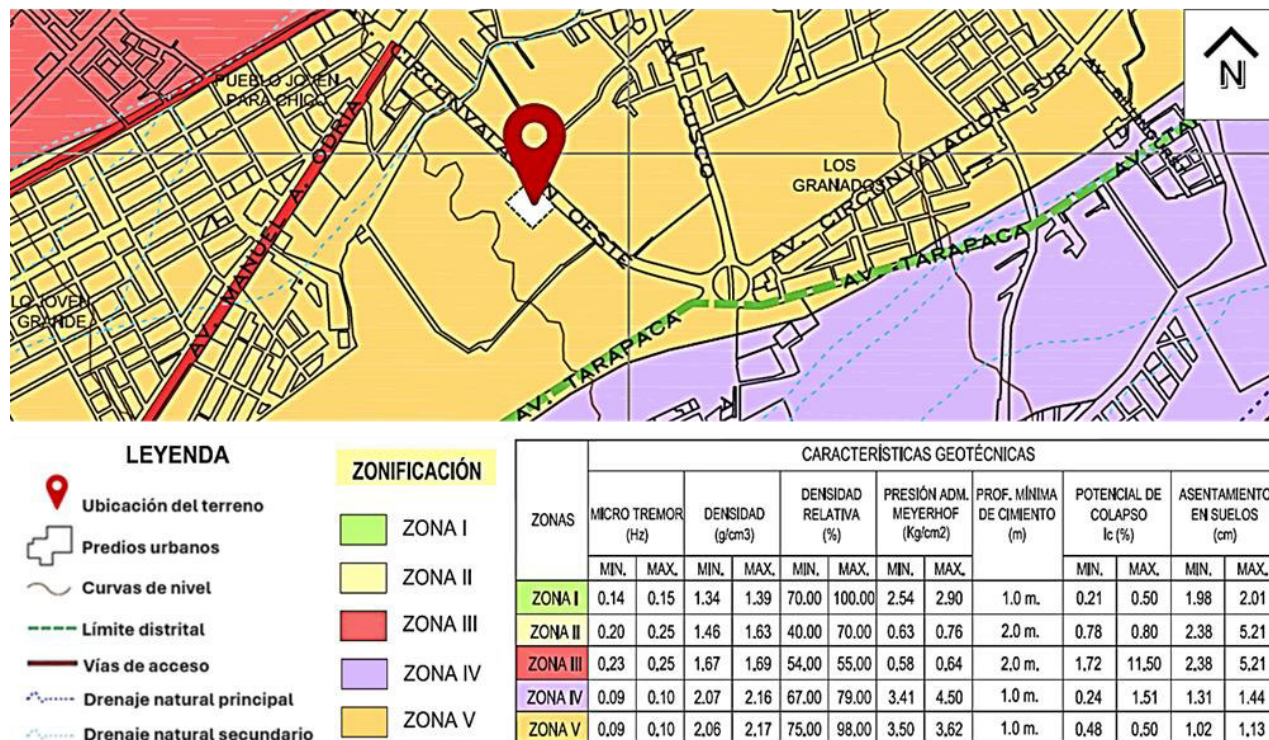 PUEBLO JOVEN
PARA CHICO
CIRCONVALA
N
OESTE
AV. CUSCO
AV. MANUEL A. ODRIA
LOS
GRANADOS
AV. CIRCUNVALACION SUR
AV. TARAPACA
AV. TARAPACA
LO JOVEN
GRANDE
N
LEYENDA
Ubicación del terreno
Predios urbanos
Curvas de nivel
Límite distrital
Vías de acceso
Drenaje natural principal
Drenaje natural secundario
ZONIFICACIÓN
ZONA I
ZONA II
ZONA III
ZONA IV
ZONA V
CARACTERÍSTICAS GEOTÉCNICAS
ZONAS MICRO TREMOR (Hz) DENSIDAD (g/cm3) DENSIDAD RELATIVA (%) PRESIÓN ADM. MEYERHOF (Kg/cm2) PROF. MÍNIMA DE CIMIENTO (m) POTENCIAL DE COLAPSO Ic (%) ASENTAMIENTO EN SUELOS (cm)
MIN. MAX. MIN. MAX. MIN. MAX. MIN. MAX. MIN. MAX. MIN. MAX.
ZONA I 0.14 0.15 1.34 1.39 70.00 100.00 2.54 2.90 1.0 m. 0.21 0.50 1.98 2.01
ZONA II 0.20 0.25 1.46 1.63 40.00 70.00 0.63 0.76 2.0 m. 0.78 0.80 2.38 5.21
ZONA III 0.23 0.25 1.67 1.69 54.00 55.00 0.58 0.64 2.0 m. 1.72 11.50 2.38 5.21
ZONA IV 0.09 0.10 2.07 2.16 67.00 79.00 3.41 4.50 1.0 m. 0.24 1.51 1.31 1.44
ZONA V 0.09 0.10 2.06 2.17 75.00 98.00 3.50 3.62 1.0 m. 0.48 0.50 1.02 1.13